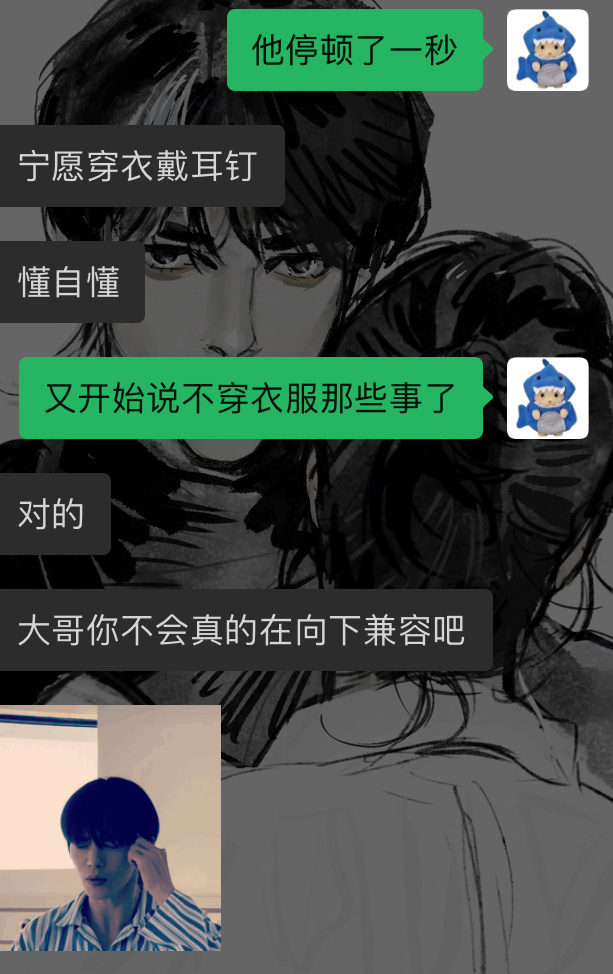 他停顿了一秒
宁愿穿衣戴耳钉
懂自懂
又开始说不穿衣服那些事了
对的
大哥你不会真的在向下兼容吧